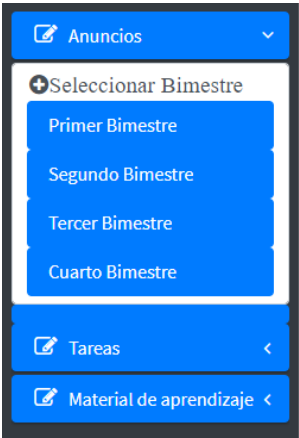 Anuncios
Seleccionar Bimestre
Primer Bimestre
Segundo Bimestre
Tercer Bimestre
Cuarto Bimestre
Tareas
Material de aprendizaje